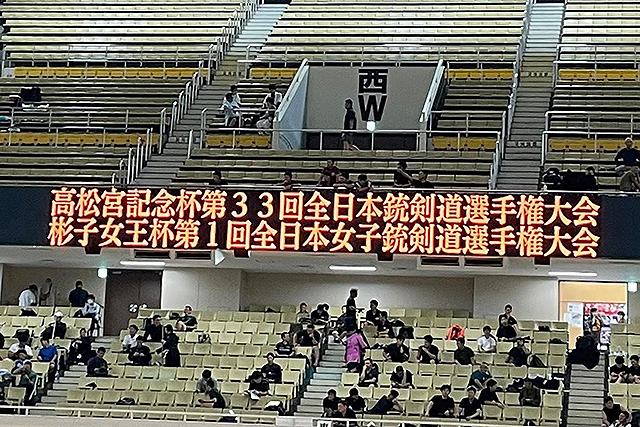 西
W
高松宮記念杯第３３回全日本銃剣道選手権大会
彬子女王杯第１回全日本女子銃剣道選手権大会